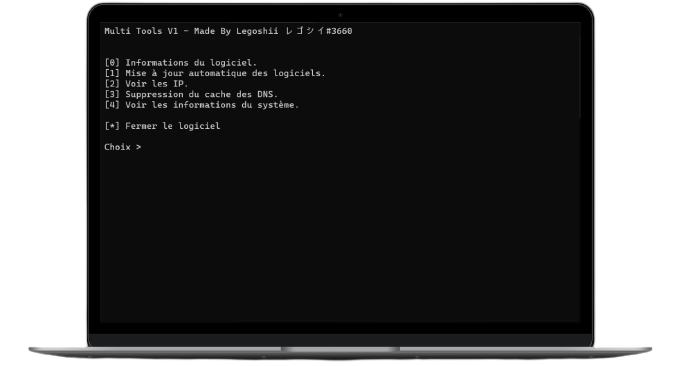 Multi Tools V1 - Made By Legoshii レゴシイ#3660
[0] Informations du logiciel.
[1] Mise à jour automatique des logiciels.
[2] Voir les IP.
[3] Suppression du cache des DNS.
[4] Voir les informations du système.
[*] Fermer le logiciel
Choix >